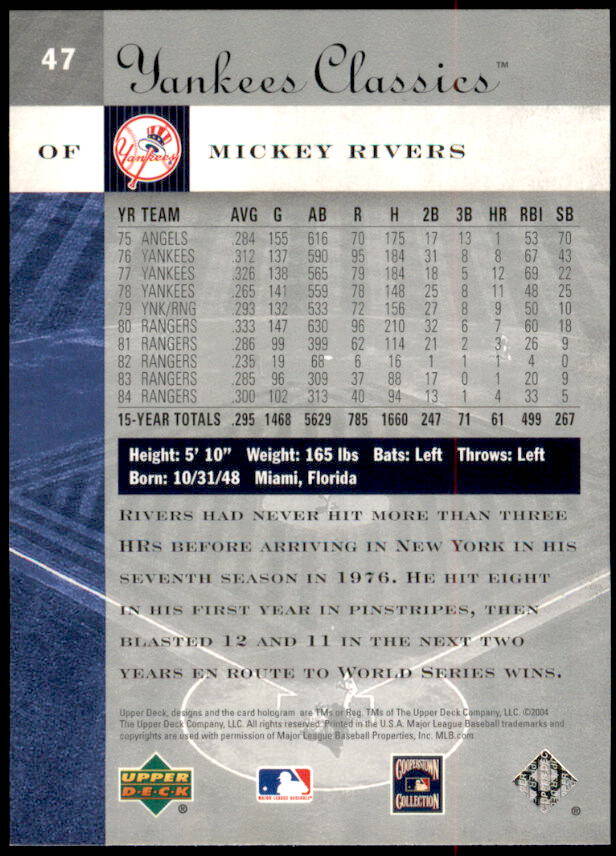 47
Yankees Classics™
OF
Yankees
MICKEY RIVERS
YR TEAM AVG G AB R H 2B 3B HR RBI SB
75 ANGELS .284 155 616 70 175 17 13 1 53 70
76 YANKEES .312 137 590 95 184 31 8 8 67 43
77 YANKEES .326 138 565 79 184 18 5 12 69 22
78 YANKEES .265 141 559 78 148 25 8 11 48 25
79 YNK/RNG .293 132 533 72 156 27 8 9 50 10
80 RANGERS .333 147 630 96 210 32 6 7 60 18
81 RANGERS .286 99 399 62 114 21 2 3 26 9
82 RANGERS .235 19 68 6 16 1 1 1 4 0
83 RANGERS .285 96 309 37 88 17 0 1 20 9
84 RANGERS .300 102 313 40 94 13 1 4 33 5
15-YEAR TOTALS .295 1468 5629 785 1660 247 71 61 499 267
Height: 5' 10" Weight: 165 lbs Bats: Left Throws: Left
Born: 10/31/48 Miami, Florida
RIVERS HAD NEVER HIT MORE THAN THREE
HRS BEFORE ARRIVING IN NEW YORK IN HIS
SEVENTH SEASON IN 1976. HE HIT EIGHT
IN HIS FIRST YEAR IN PINSTRIPES, THEN
BLASTED 12 AND 11 IN THE NEXT TWO
YEARS EN ROUTE TO WORLD SERIES WINS.
Upper Deck, designs and the card hologram are TMs or Reg. TMs of The Upper Deck Company, LLC. ©2004
The Upper Deck Company, LLC. All rights reserved. Printed in the U.S.A. Major League Baseball trademarks and
copyrights are used with permission of Major League Baseball Properties, Inc. MLB.com
UPPER
DECK
MAJOR LEAGUE BASEBALL
COOPERSTOWN
COLLECTION
®